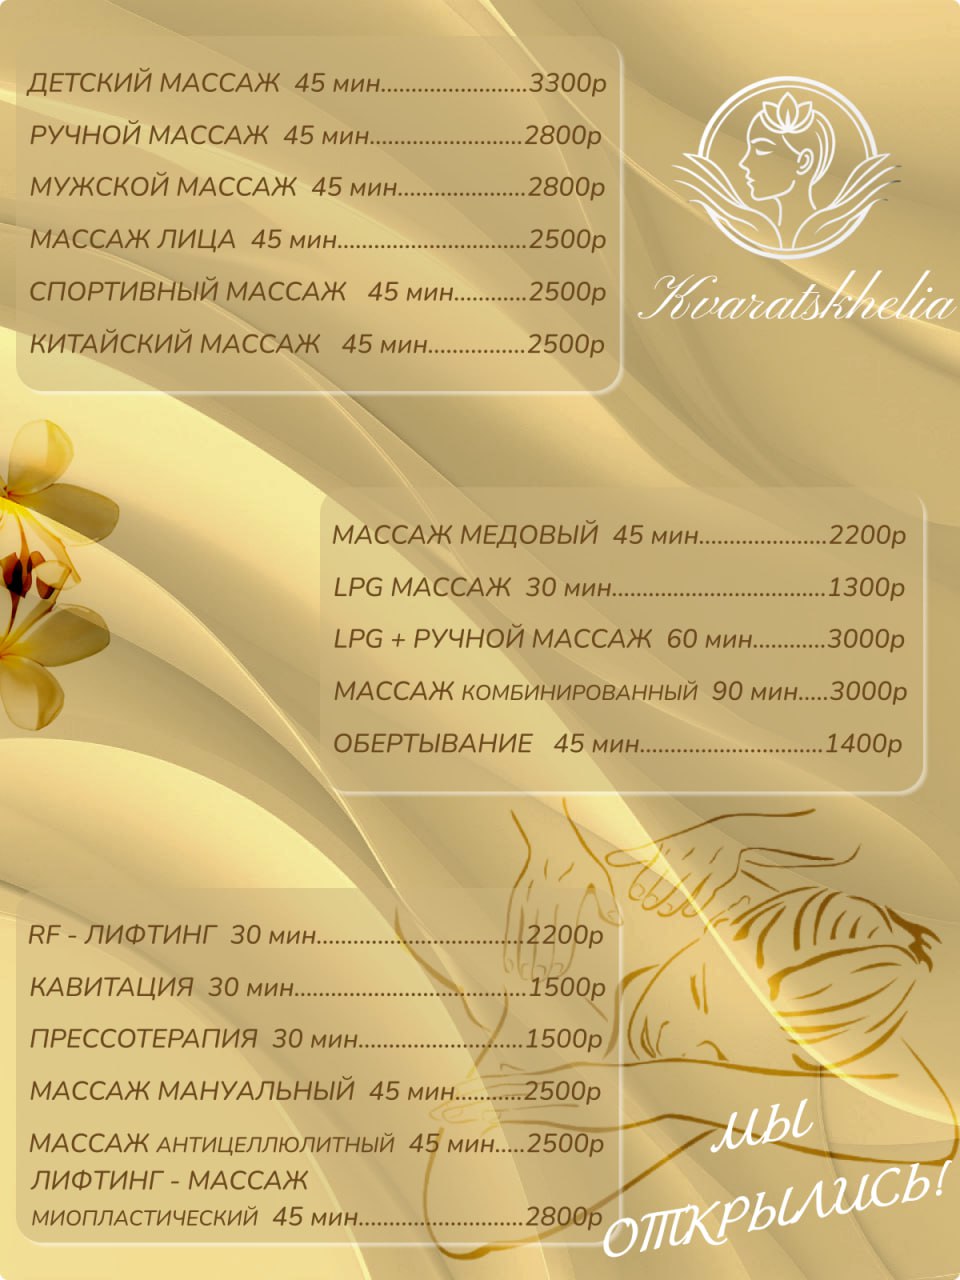 ДЕТСКИЙ МАССАЖ 45 мин........................3300р
РУЧНОЙ МАССАЖ 45 мин.........................2800р
МУЖСКОЙ МАССАЖ 45 мин.....................2800р
МАССАЖ ЛИЦА 45 мин...............................2500р
СПОРТИВНЫЙ МАССАЖ 45 мин............2500р
КИТАЙСКИЙ МАССАЖ 45 мин................2500р
Kvaratskhelia
МАССАЖ МЕДОВЫЙ 45 мин.....................2200р
LPG МАССАЖ 30 мин...................................1300р
LPG + РУЧНОЙ МАССАЖ 60 мин............3000р
МАССАЖ КОМБИНИРОВАННЫЙ 90 мин.....3000р
ОБЕРТЫВАНИЕ 45 мин..............................1400р
RF - ЛИФТИНГ 30 мин..................................2200р
КАВИТАЦИЯ 30 мин......................................1500р
ПРЕССОТЕРАПИЯ 30 мин...........................1500р
МАССАЖ МАНУАЛЬНЫЙ 45 мин...........2500р
МАССАЖ АНТИЦЕЛЛЮЛИТНЫЙ 45 мин.....2500р
ЛИФТИНГ - МАССАЖ
МИОПЛАСТИЧЕСКИЙ 45 мин...........................2800р
мы
открылись!